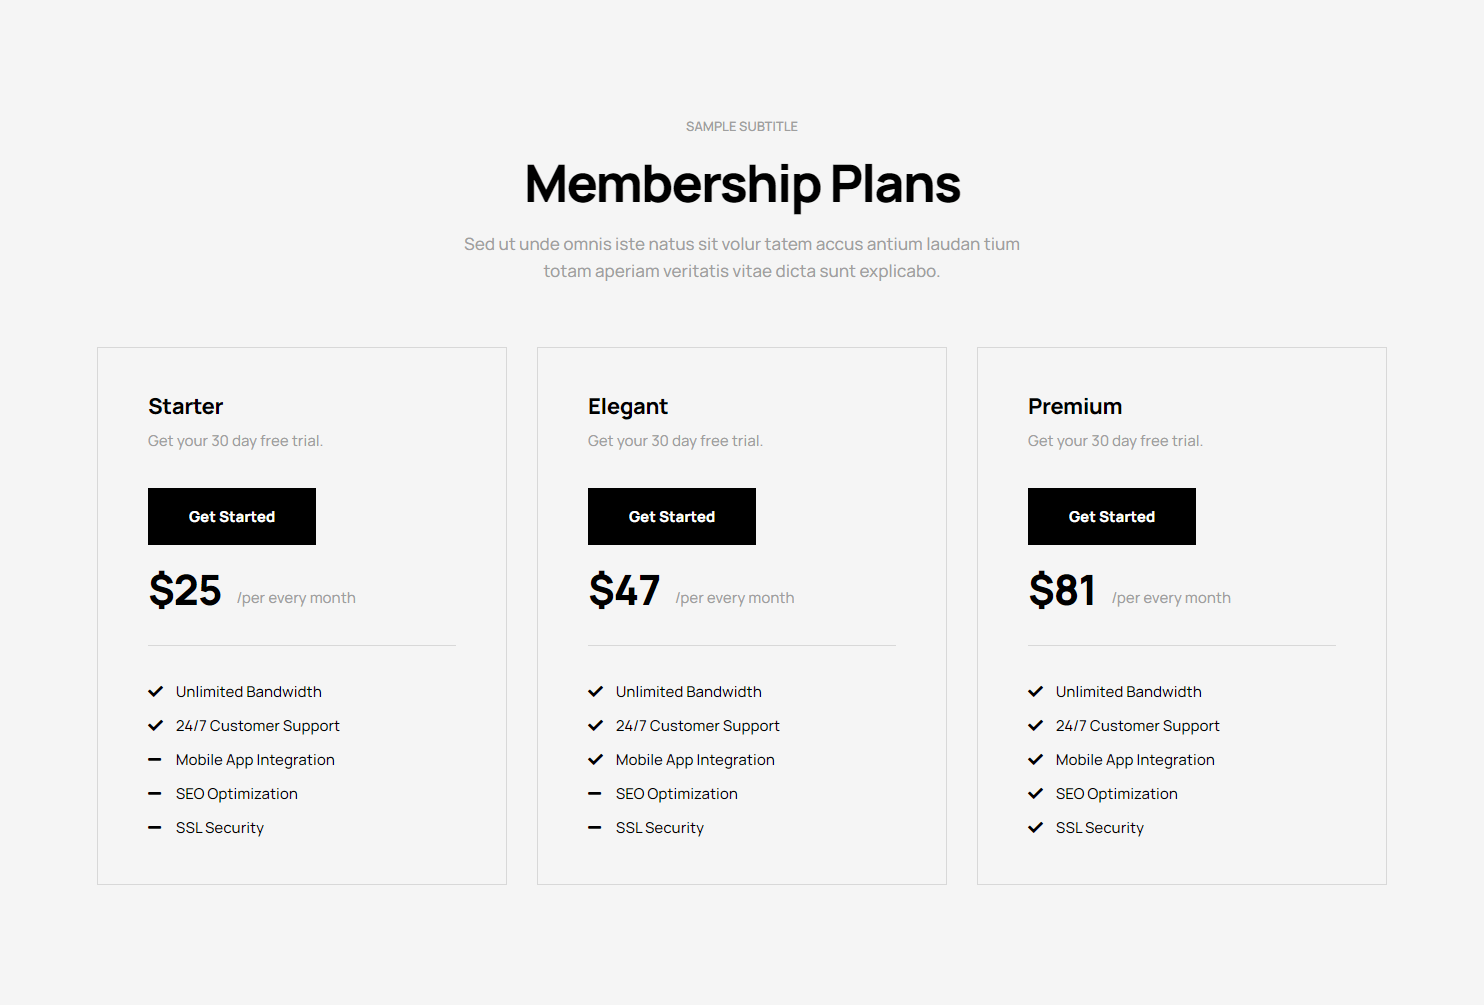 SAMPLE SUBTITLE
Membership Plans
Sed ut unde omnis iste natus sit volur tatem accus antium laudan tium
totam aperiam veritatis vitae dicta sunt explicabo.
Starter
Get your 30 day free trial.
Get Started
$25 /per every month
Unlimited Bandwidth
24/7 Customer Support
Mobile App Integration
SEO Optimization
SSL Security
Elegant
Get your 30 day free trial.
Get Started
$47 /per every month
Unlimited Bandwidth
24/7 Customer Support
Mobile App Integration
SEO Optimization
SSL Security
Premium
Get your 30 day free trial.
Get Started
$81 /per every month
Unlimited Bandwidth
24/7 Customer Support
Mobile App Integration
SEO Optimization
SSL Security